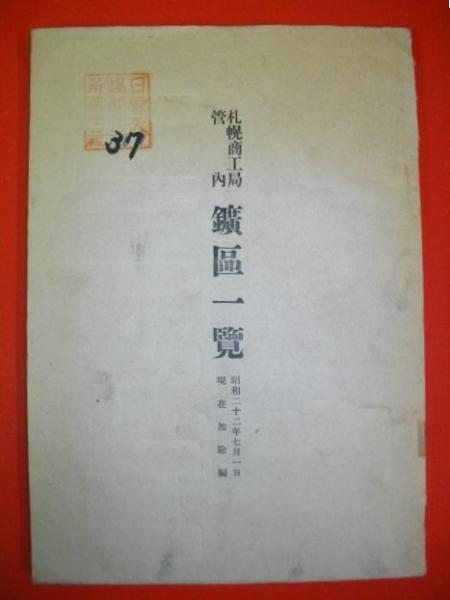 札幌商工局
管内
鑛區一覽
昭和二十二年七月一日
現在加除編
37